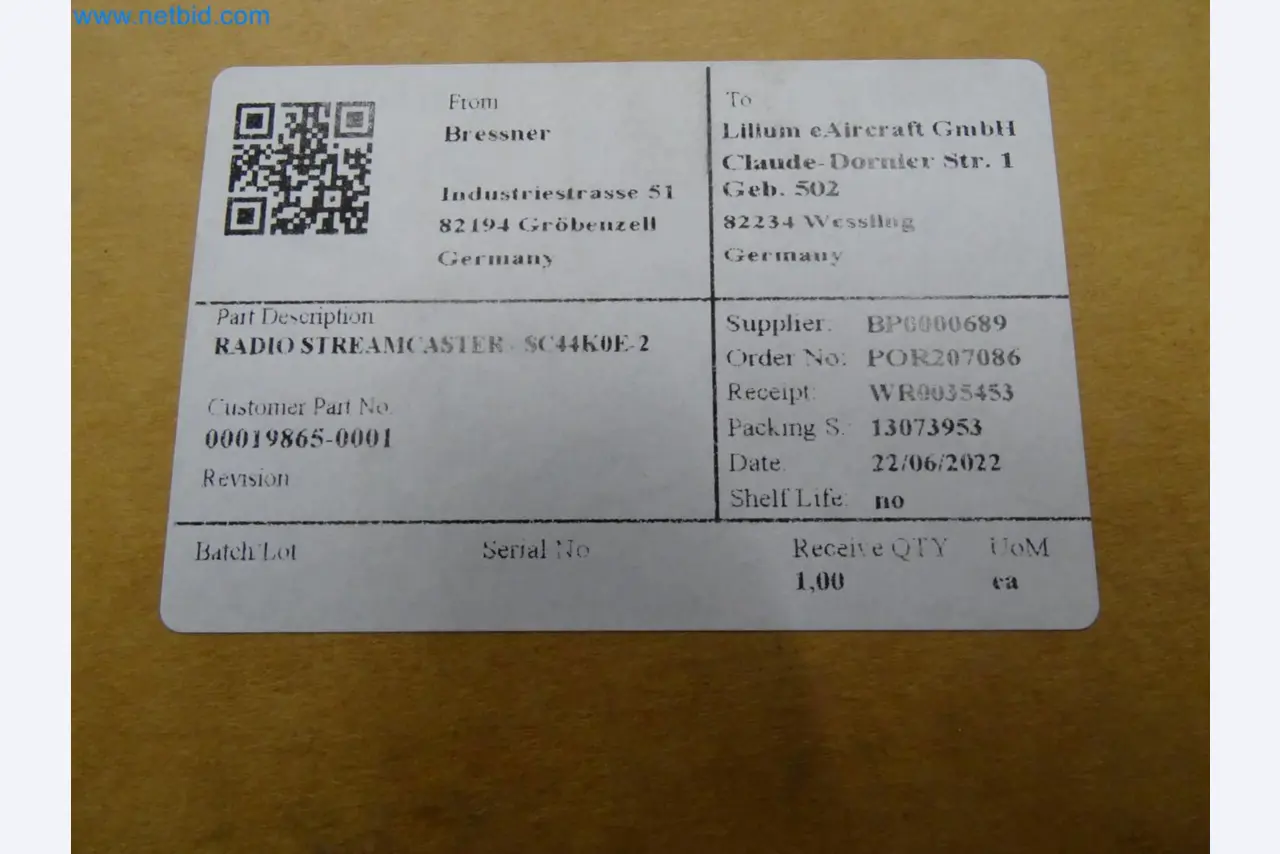 www.netbid.com
From
Bressner
Industriestrasse 51
82194 Gröbenzell
Germany
To
Lilium eAircraft GmbH
Claude-Dornier Str. 1
Geb. 502
82234 Wessling
Germany
Part Description
RADIO STREAMCASTER - SC44K0E-2
Customer Part No.
00019865-0001
Revision
Supplier: BP0000689
Order No: POR207086
Receipt: WR0035453
Packing S.: 13073953
Date: 22/06/2022
Shelf Life: no
Batch/Lot Serial No Receive QTY UoM
1,00 ea